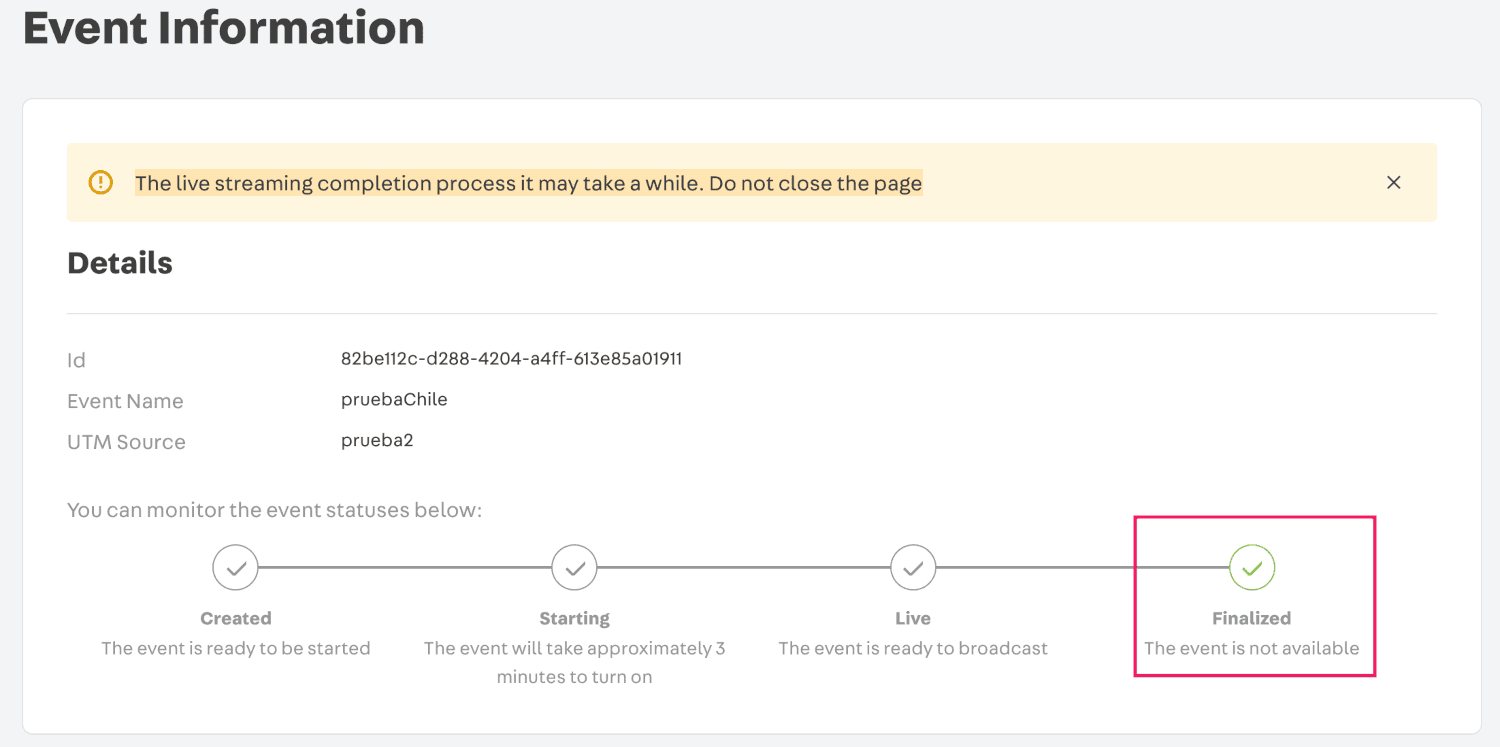 Event Information
The live streaming completion process it may take a while. Do not close the page
Details
Id 82be112c-d288-4204-a4ff-613e85a01911
Event Name pruebaChile
UTM Source prueba2
You can monitor the event statuses below:
Created
The event is ready to be started
Starting
The event will take approximately 3
minutes to turn on
Live
The event is ready to broadcast
Finalized
The event is not available